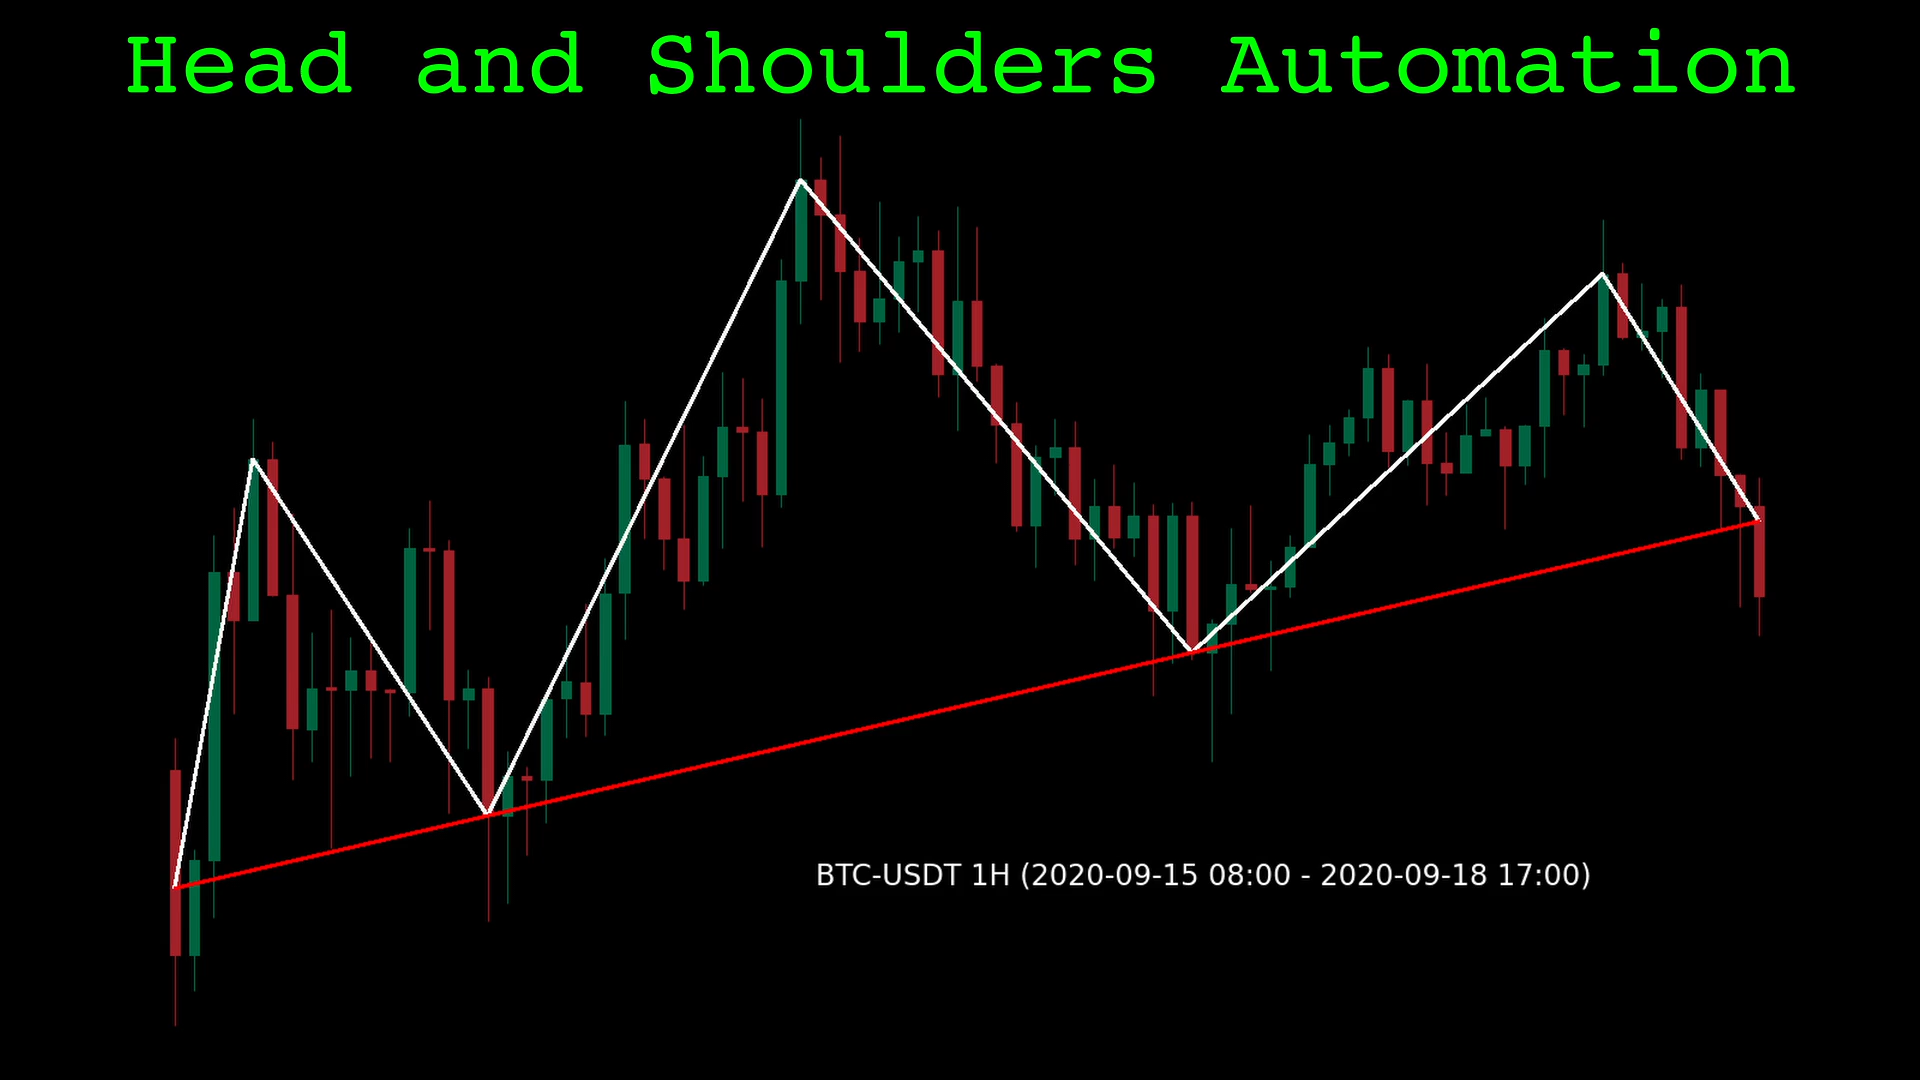 Head and Shoulders Automation
BTC-USDT 1H (2020-09-15 08:00 - 2020-09-18 17:00)